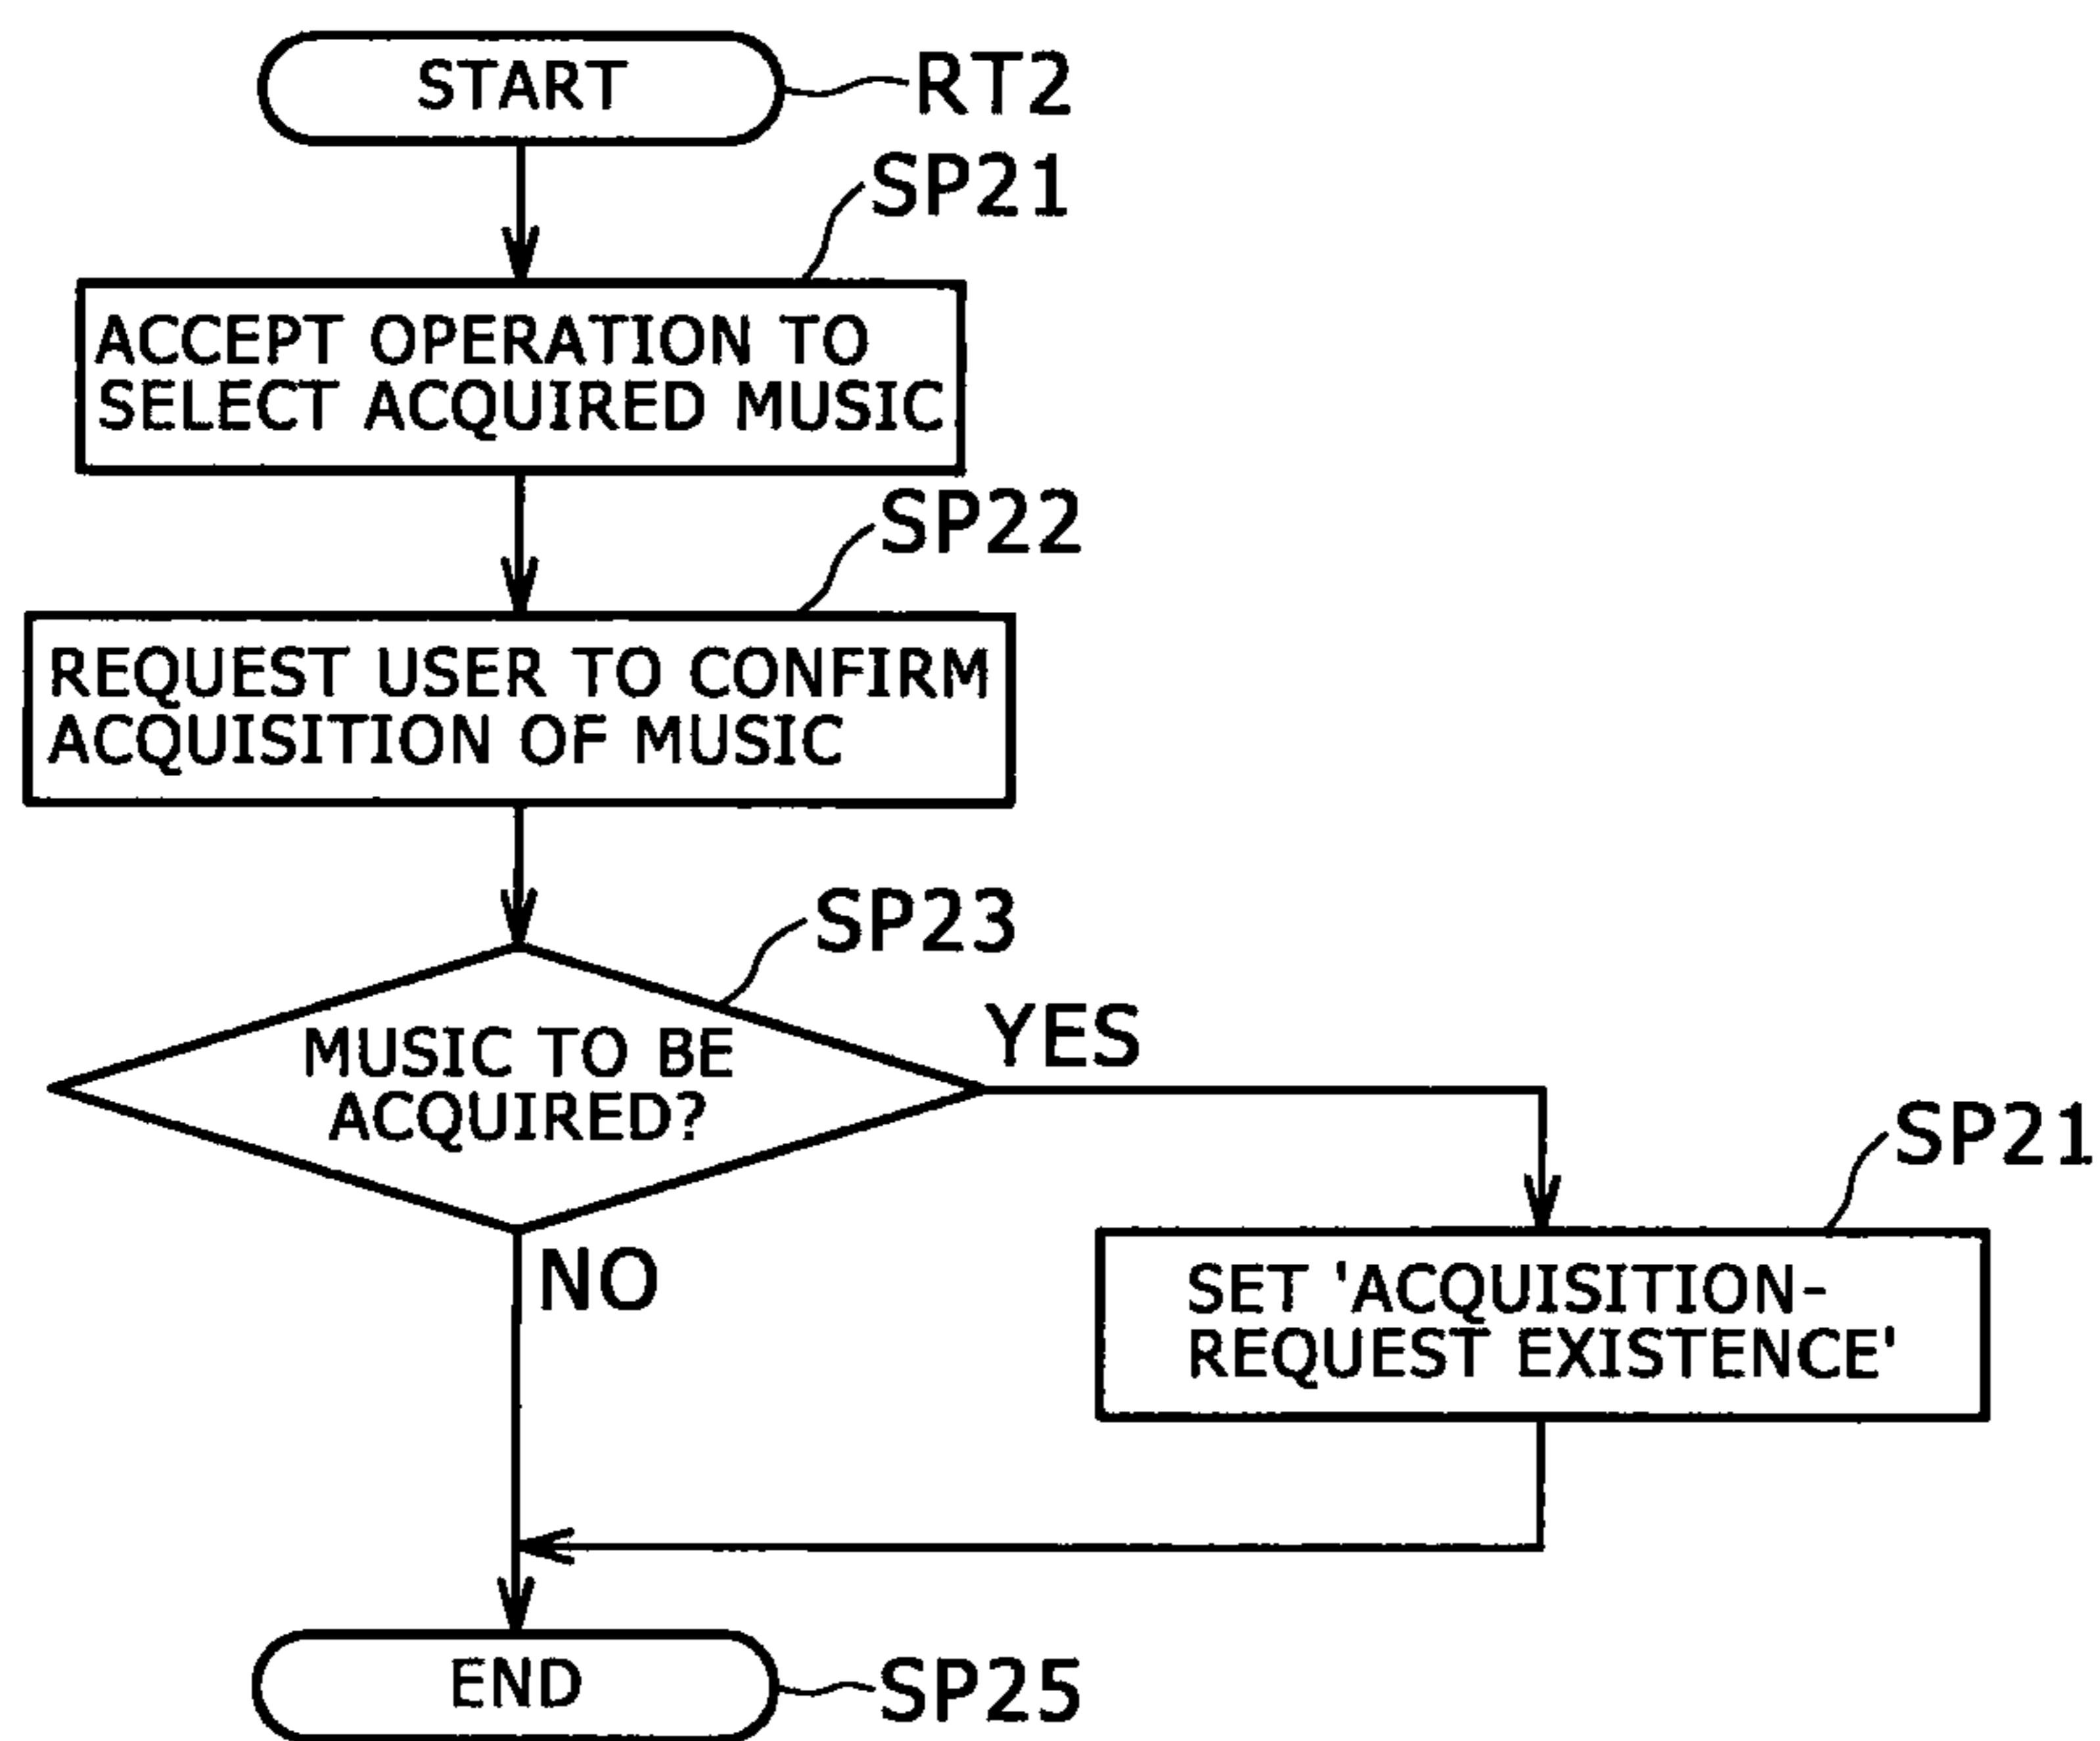 START
RT2
SP21
ACCEPT OPERATION TO
SELECT ACQUIRED MUSIC
SP22
REQUEST USER TO CONFIRM
ACQUISITION OF MUSIC
SP23
MUSIC TO BE
ACQUIRED?
YES
SP21
SET 'ACQUISITION-
REQUEST EXISTENCE'
NO
END
SP25